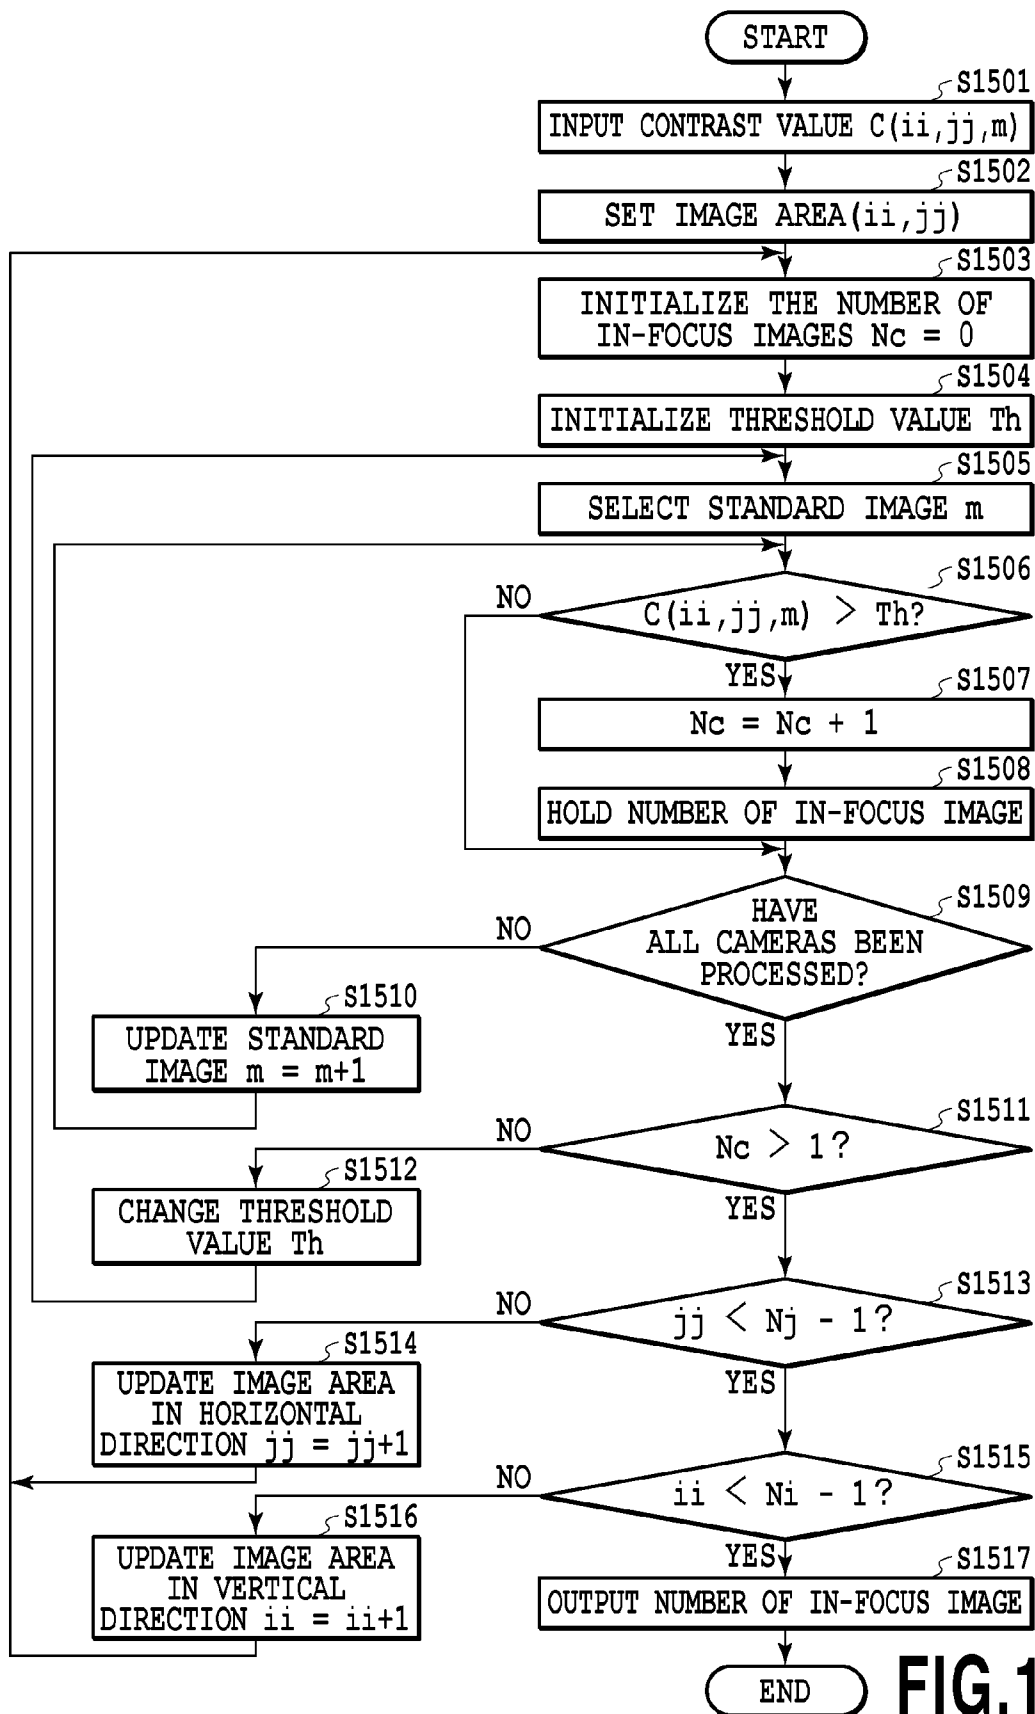 START
S1501
INPUT CONTRAST VALUE C(ii,jj,m)
S1502
SET IMAGE AREA(ii,jj)
S1503
INITIALIZE THE NUMBER OF
IN-FOCUS IMAGES Nc = 0
S1504
INITIALIZE THRESHOLD VALUE Th
S1505
SELECT STANDARD IMAGE m
S1506
C(ii,jj,m) > Th?
NO
YES
S1507
Nc = Nc + 1
S1508
HOLD NUMBER OF IN-FOCUS IMAGE
S1509
HAVE
ALL CAMERAS BEEN
PROCESSED?
NO
YES
S1510
UPDATE STANDARD
IMAGE m = m+1
S1511
Nc > 1?
NO
YES
S1512
CHANGE THRESHOLD
VALUE Th
S1513
jj < Nj - 1?
NO
YES
S1514
UPDATE IMAGE AREA
IN HORIZONTAL
DIRECTION jj = jj+1
S1515
ii < Ni - 1?
NO
YES
S1516
UPDATE IMAGE AREA
IN VERTICAL
DIRECTION ii = ii+1
S1517
OUTPUT NUMBER OF IN-FOCUS IMAGE
END
FIG.1